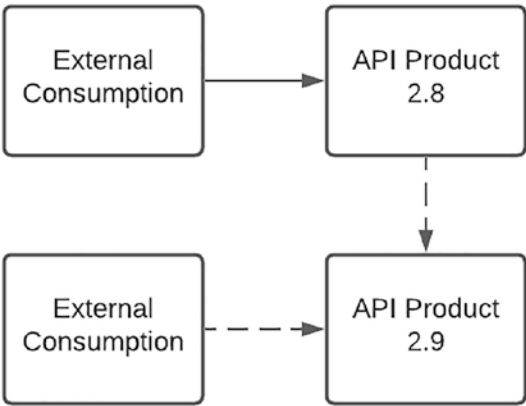 External
Consumption
API Product
2.8
External
Consumption
API Product
2.9